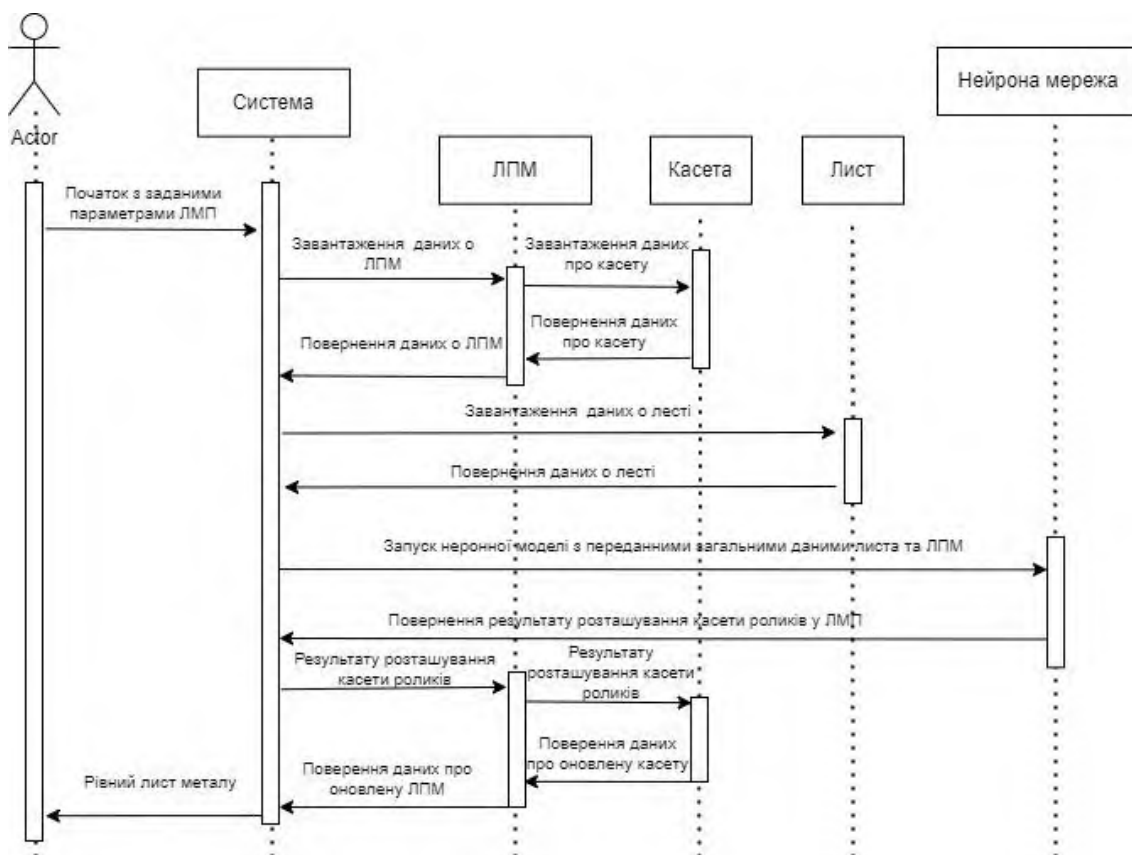 Нейрона мережа
Система
Actor
ЛПМ
Касета
Лист
Початок з заданими
параметрами ЛМП
Завантаження даних о
ЛПМ
Завантаження даних
про касету
Повернення даних
про касету
Повернення даних о ЛПМ
Завантаження даних о лесті
Повернення даних о лесті
Запуск неронної моделі з переданними загальними даними листа та ЛПМ
Повернення результату розташування касети роликів у ЛМП
Результату розташування
касети роликів
Результату
розташування касети
роликів
Поверення даних
про оновлену касету
Поверення даних про
оновлену ЛПМ
Рівний лист металу